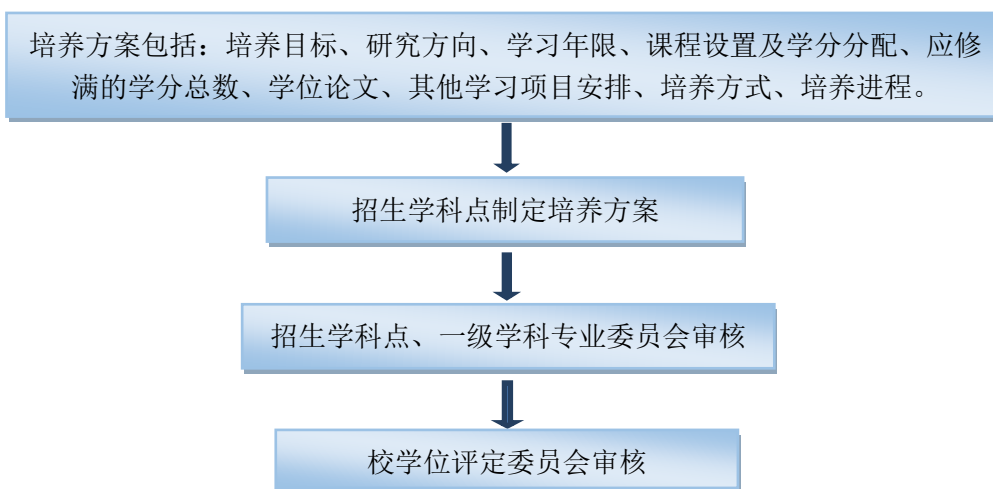 培养方案包括：培养目标、研究方向、学习年限、课程设置及学分分配、应修
满的学分总数、学位论文、其他学习项目安排、培养方式、培养进程。
招生学科点制定培养方案
招生学科点、一级学科专业委员会审核
校学位评定委员会审核